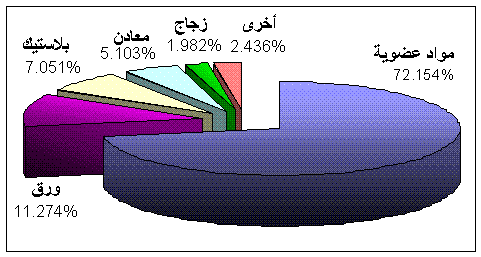 أخرى
2.436%
زجاج
1.982%
معادن
5.103%
بلاستيك
7.051%
مواد عضوية
72.154%
ورق
11.274%